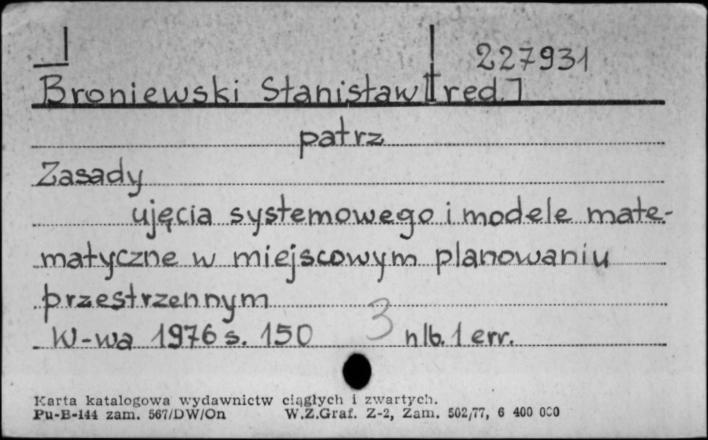 227931
Broniewski Stanisław [red.]
patrz
Zasady
ujęcia systemowego i modele mate-
matyczne w miejscowym planowaniu
przestrzennym
W-wa 1976 s. 150 3 nlb. 1 err.
Karta katalogowa wydawnictw ciągłych i zwartych.
Pu-B-144 zam. 567/DW/On W.Z.Graf. Z-2, Zam. 502/77, 6 400 000